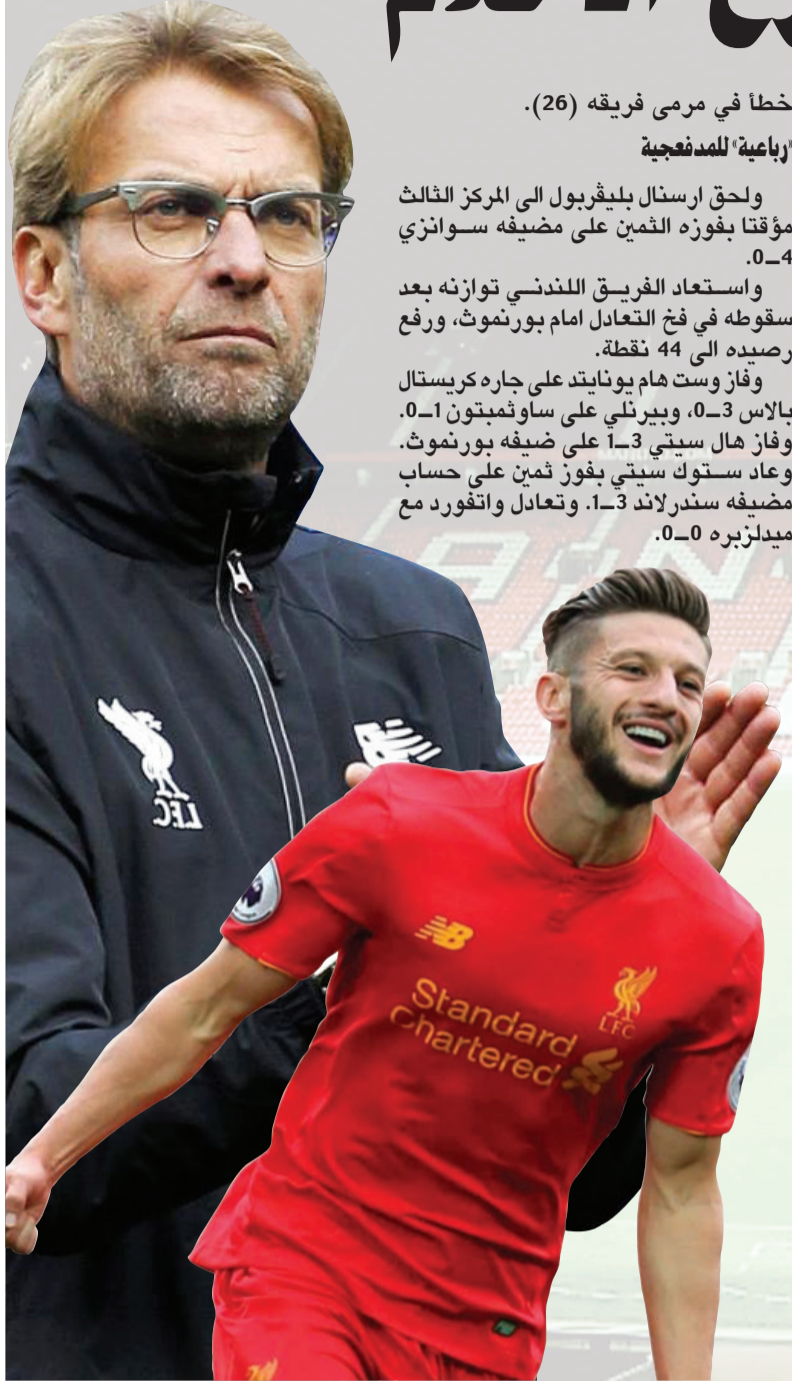 خطأ في مرمى فريقه (26).
«رباعية» للمدفعجية
ولحق ارسنال بليڤربول الى المركز الثالث
مؤقتا بفوزه الثمين على مضيفه سوانزي
4–0.
واستعاد الفريق اللندني توازنه بعد
سقوطه في فخ التعادل امام بورنموث، ورفع
رصيده الى 44 نقطة.
وفاز وست هام يونايتد على جاره كريستال
بالاس 3–0، وبيرنلي على ساوثمبتون 1–0.
وفاز هال سيتي 3–1 على ضيفه بورنموث.
وعاد ستوك سيتي بفوز ثمين على حساب
مضيفه سندرلاند 3–1. وتعادل واتفورد مع
ميدلزبره 0–0.
LFC
Standard
Chartered
LFC